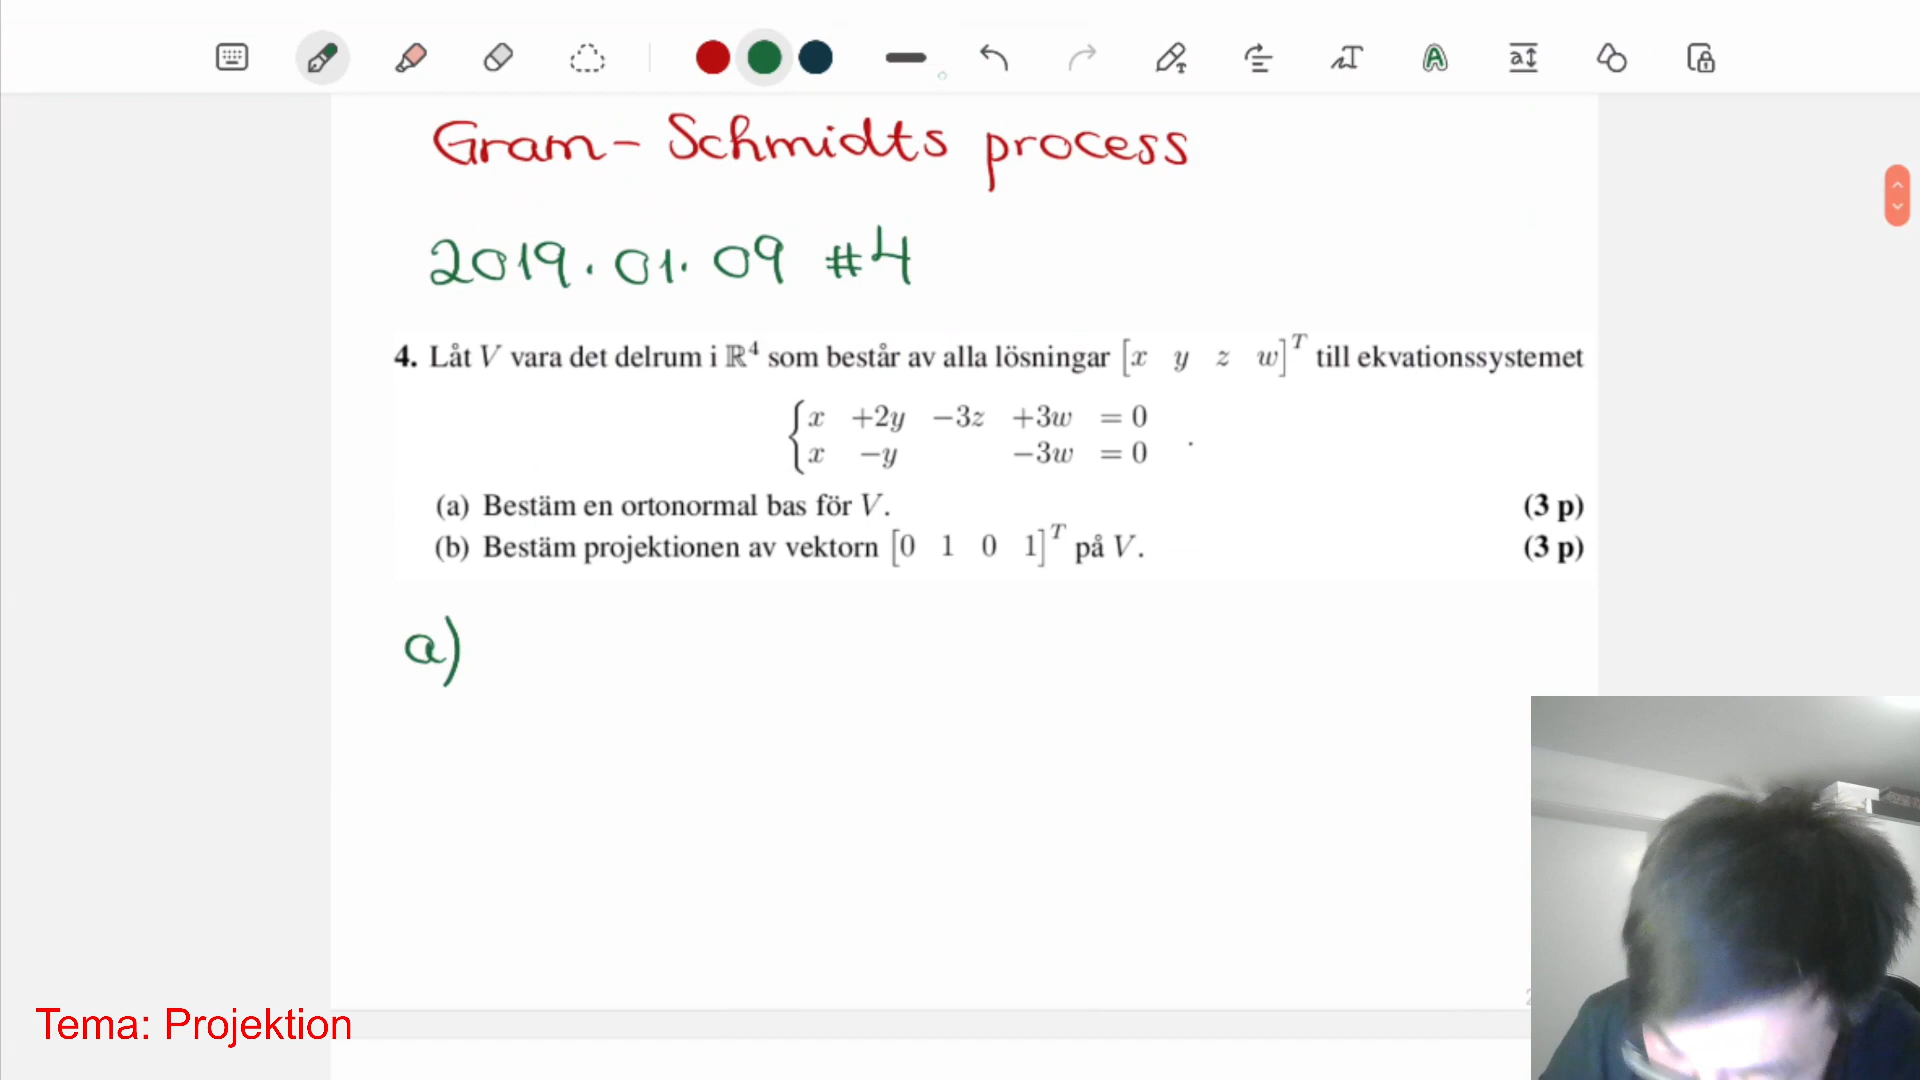 Gram-Schmidts process
2019.01.09 #4
4. Låt V vara det delrum i ℝ⁴ som består av alla lösningar [x y z w]ᵀ till ekvationssystemet
{x +2y −3z +3w = 0
x −y −3w = 0 .
(a) Bestäm en ortonormal bas för V. (3 p)
(b) Bestäm projektionen av vektorn [0 1 0 1]ᵀ på V. (3 p)
a)
Tema: Projektion